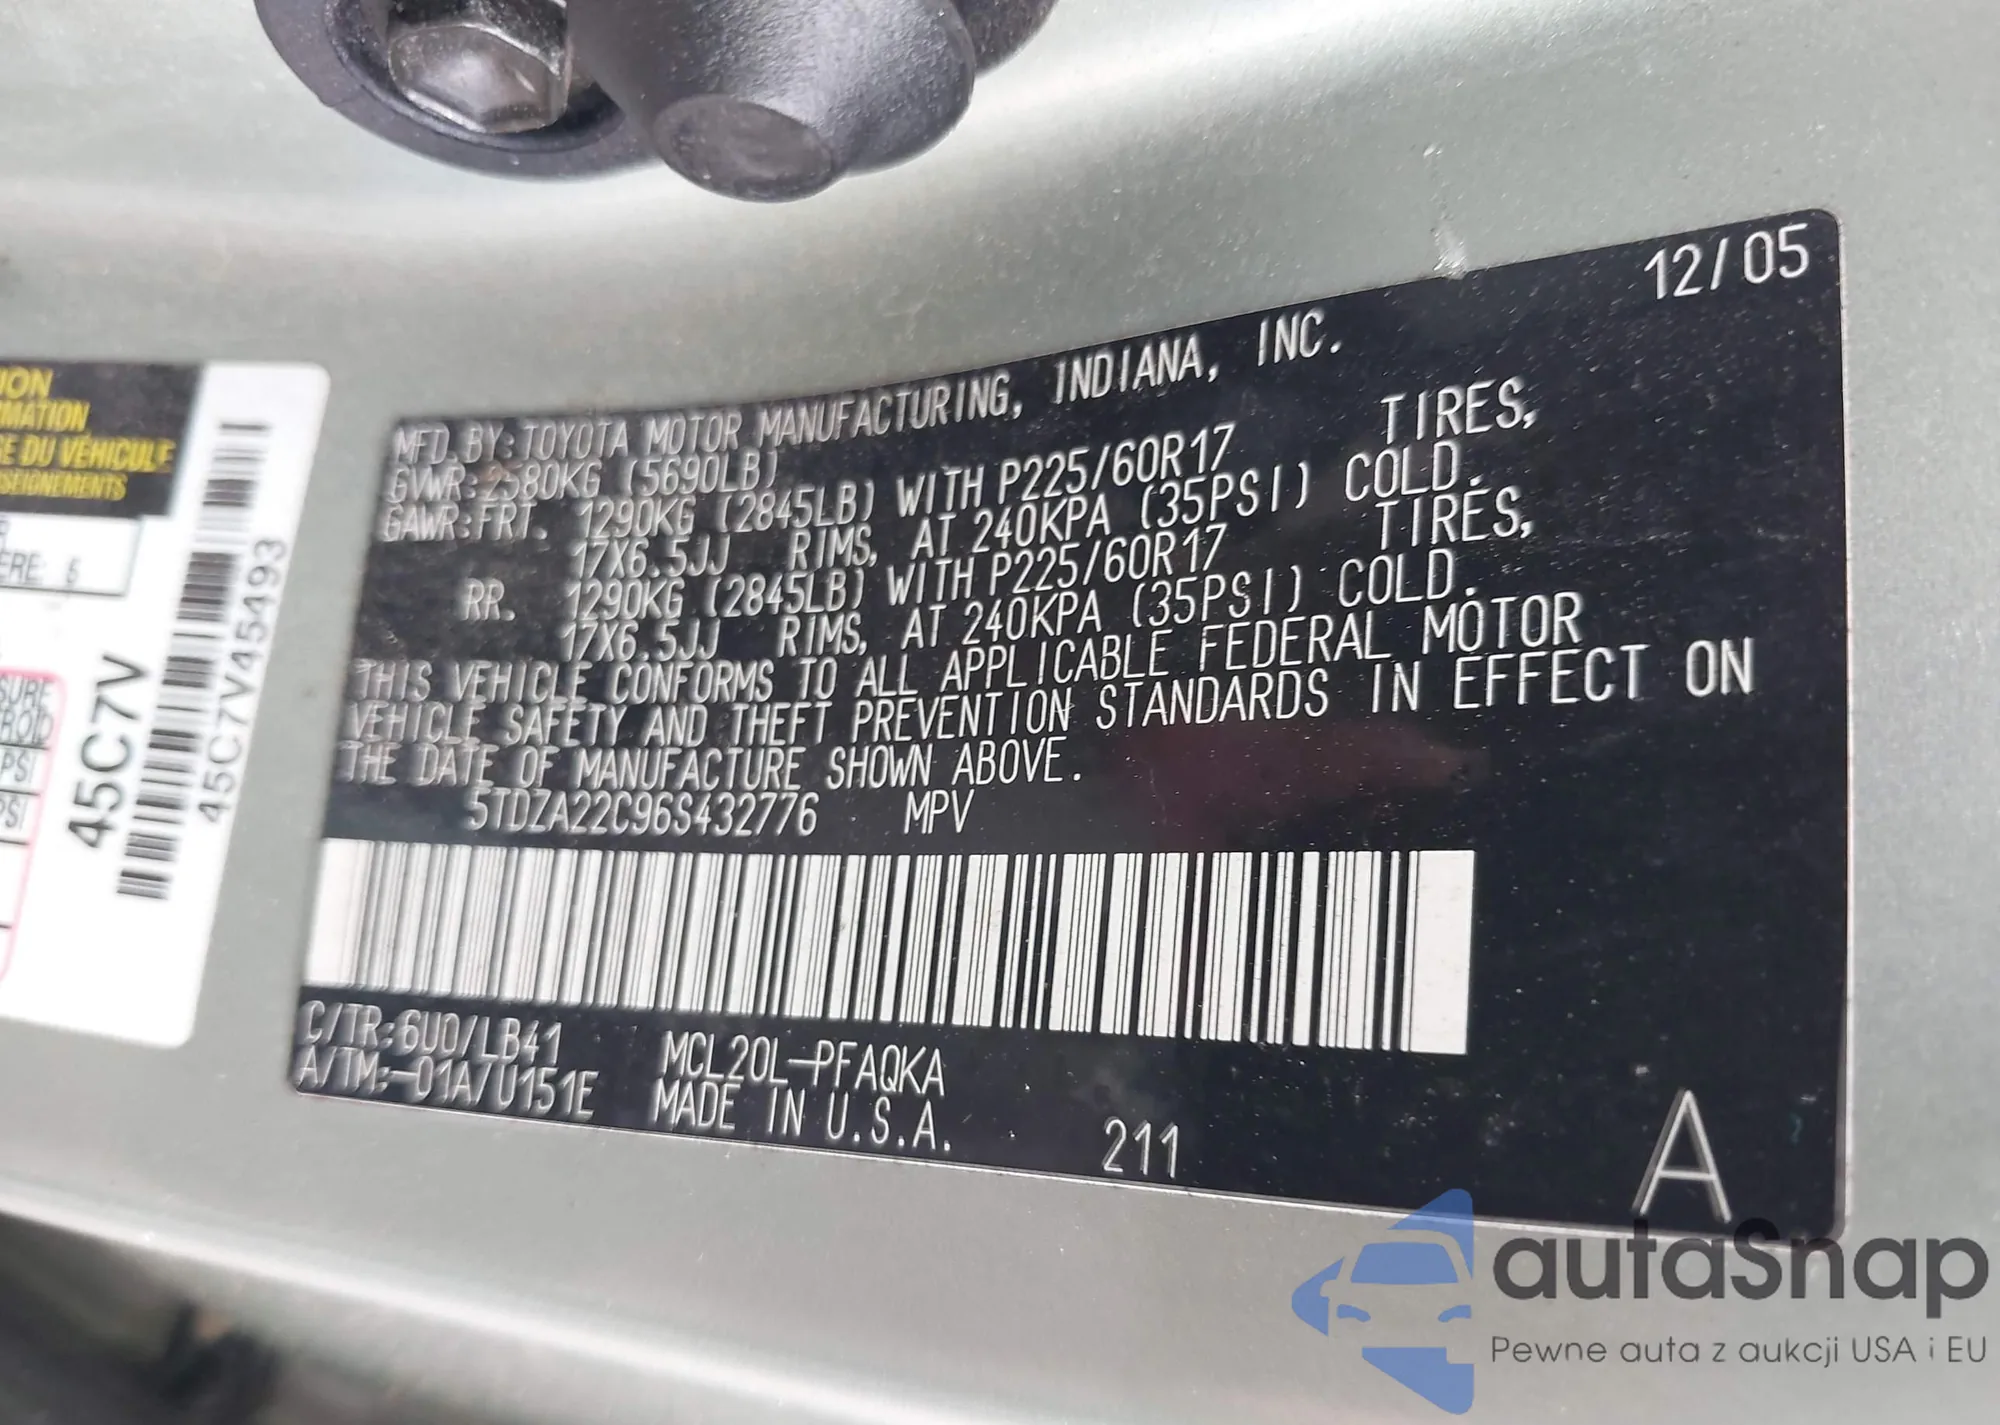 12/05
MFD. BY: TOYOTA MOTOR MANUFACTURING, INDIANA, INC.
GVWR: 2580KG (5690LB)
GAWR: FRT. 1290KG (2845LB) WITH P225/60R17 TIRES,
17X6.5JJ RIMS, AT 240KPA (35PSI) COLD.
RR. 1290KG (2845LB) WITH P225/60R17 TIRES,
17X6.5JJ RIMS, AT 240KPA (35PSI) COLD.
THIS VEHICLE CONFORMS TO ALL APPLICABLE FEDERAL MOTOR
VEHICLE SAFETY AND THEFT PREVENTION STANDARDS IN EFFECT ON
THE DATE OF MANUFACTURE SHOWN ABOVE.
5TDZA22C96S432776 MPV
C/TR: 6U0/LB41 MCL20L-PFAQKA
A/TM: -01A/U151E MADE IN U.S.A.
211
A
DU VÉHICULE
PSI
PSI
45C7V
45C7V45493
autaSnap
Pewne auta z aukcji USA i EU